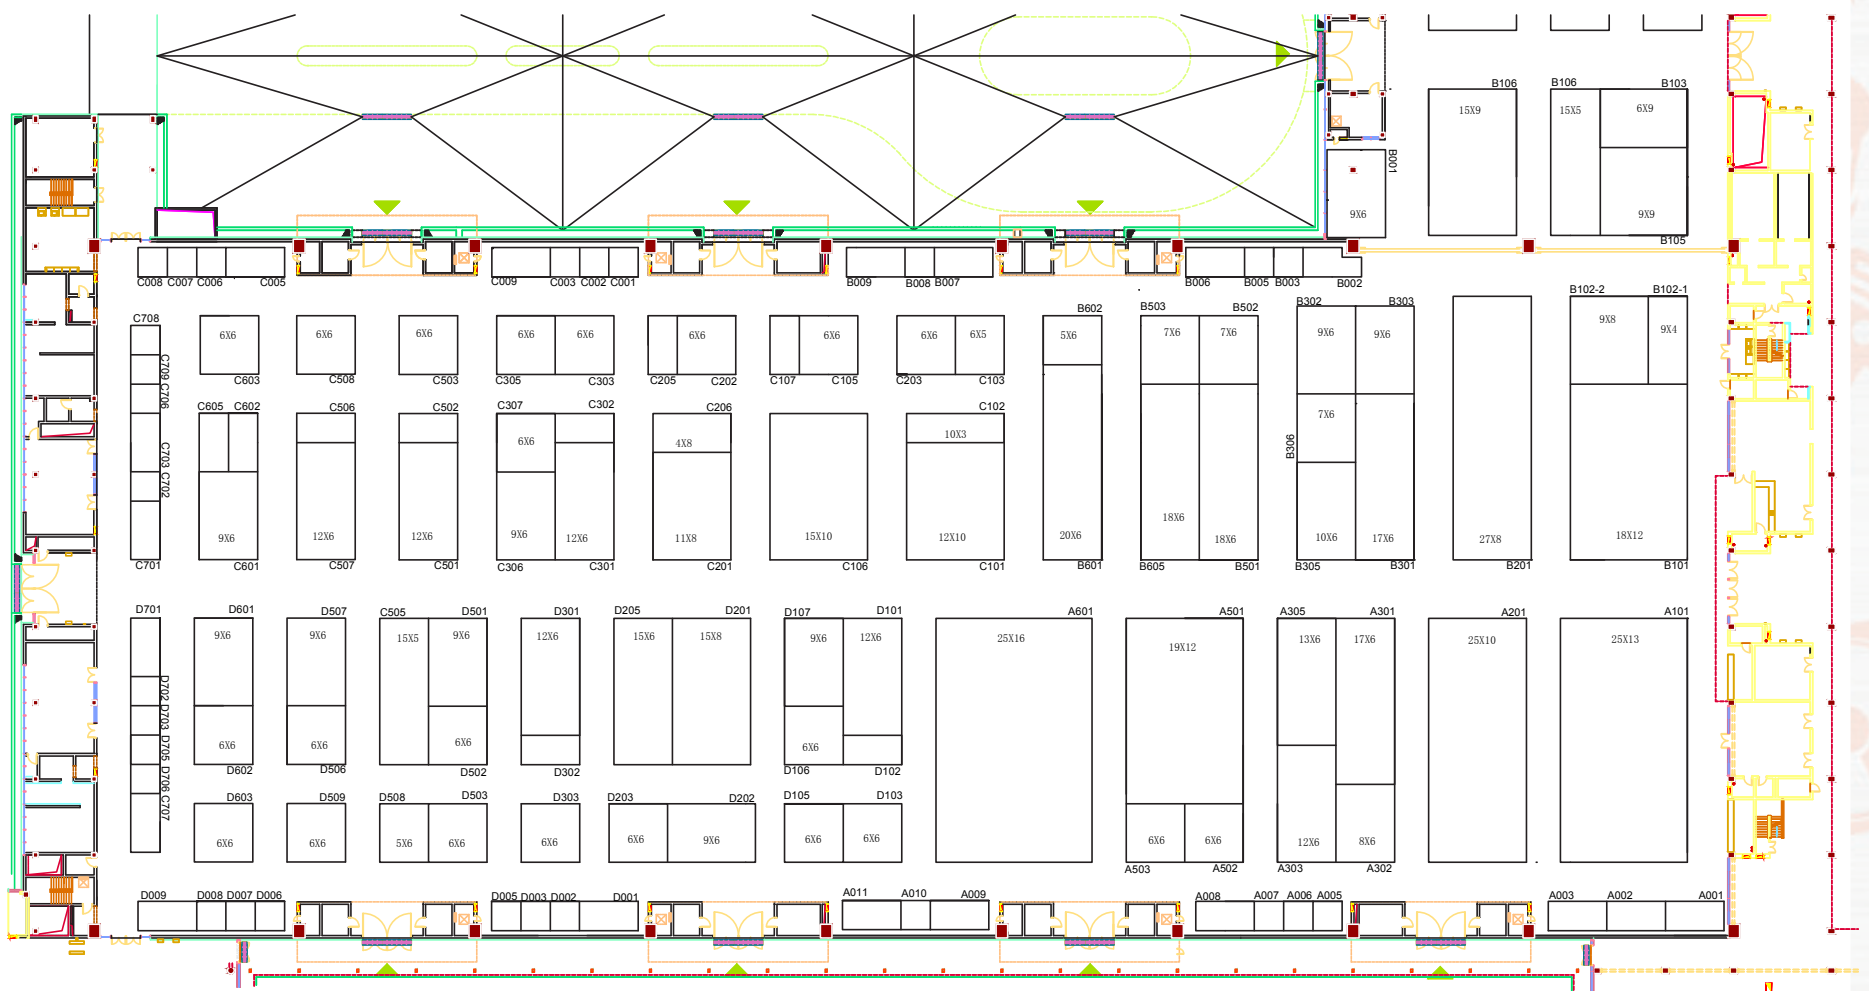 B106 B106 B103
15X9 15X5 6X9
B001
9X6 9X9
B105
C008 C007 C006 C005 C009 C003 C002 C001 B009 B008 B007 B006 B005 B003 B002
B102-2 B102-1
C708 B602 B503 B502 B302 B303
9X8 9X4
6X6 6X6 6X6 6X6 6X6 6X6 6X6 6X6 6X5 5X6 7X6 7X6 9X6 9X6
C709 C706
C603 C508 C503 C305 C303 C205 C202 C107 C105 C203 C103
C605 C602 C506 C502 C307 C302 C206 C102
7X6
B306
6X6 4X8 10X3
C703 C702
18X6
9X6 12X6 12X6 9X6 12X6 11X8 15X10 12X10 20X6 18X6 10X6 17X6 27X8 18X12
C701 C601 C507 C501 C306 C301 C201 C106 C101 B601 B605 B501 B305 B301 B201 B101
D701 D601 D507 C505 D501 D301 D205 D201 D107 D101 A601 A501 A305 A301 A201 A101
9X6 9X6 15X5 9X6 12X6 15X6 15X8 9X6 12X6 25X16 19X12 13X6 17X6 25X10 25X13
D702 D703 D705 D706 C707
6X6 6X6 6X6 6X6
D602 D506 D502 D302 D106 D102
D603 D509 D508 D503 D303 D203 D202 D105 D103
6X6 6X6 5X6 6X6 6X6 6X6 9X6 6X6 6X6 6X6 6X6 12X6 8X6
A503 A502 A303 A302
D009 D008 D007 D006 D005 D003 D002 D001 A011 A010 A009 A008 A007 A006 A005 A003 A002 A001